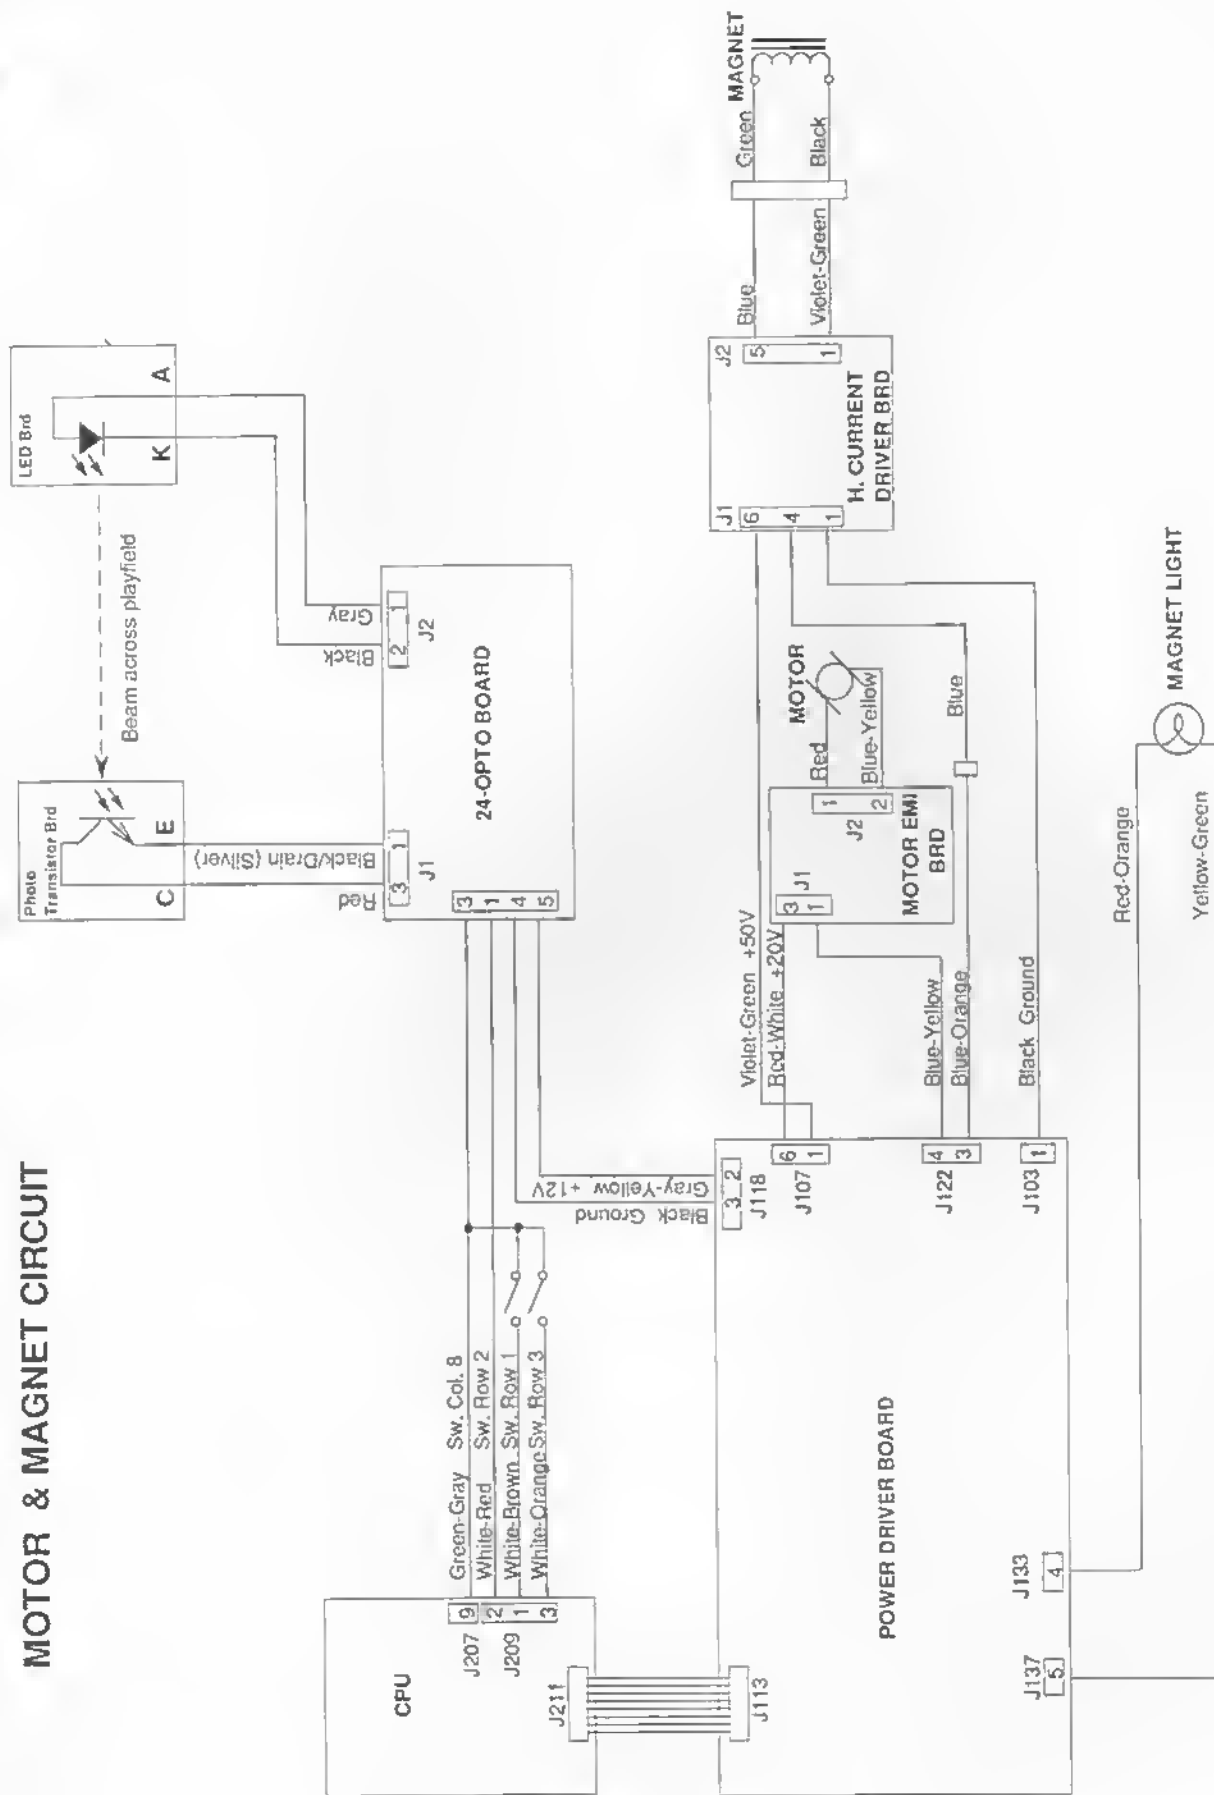 MOTOR & MAGNET CIRCUIT
CPU
J207
9
J209
2
1
3
J211
Green-Gray Sw. Col. 8
White-Red Sw. Row 2
White-Brown Sw. Row 1
White-Orange Sw. Row 3
Photo
Transistor Brd
C
E
Red
Black/Drain (Silver)
Beam across playfield
LED Brd
K
A
Black
Gray
24-OPTO BOARD
J1
3
1
J2
2
1
3
1
4
5
Black Ground
Gray-Yellow +12V
POWER DRIVER BOARD
J113
J118
3 2
J107
6
1
J122
4
3
J103
1
J137
5
J133
4
Violet-Green +50V
Red-White +20V
Blue-Yellow
Blue-Orange
Black Ground
MOTOR EMI
BRD
J1
3
1
J2
1
2
Red
Blue-Yellow
MOTOR
Blue
H. CURRENT
DRIVER BRD
J1
6
4
1
J2
5
1
Blue
Violet-Green
Green
Black
MAGNET
Red-Orange
Yellow-Green
MAGNET LIGHT